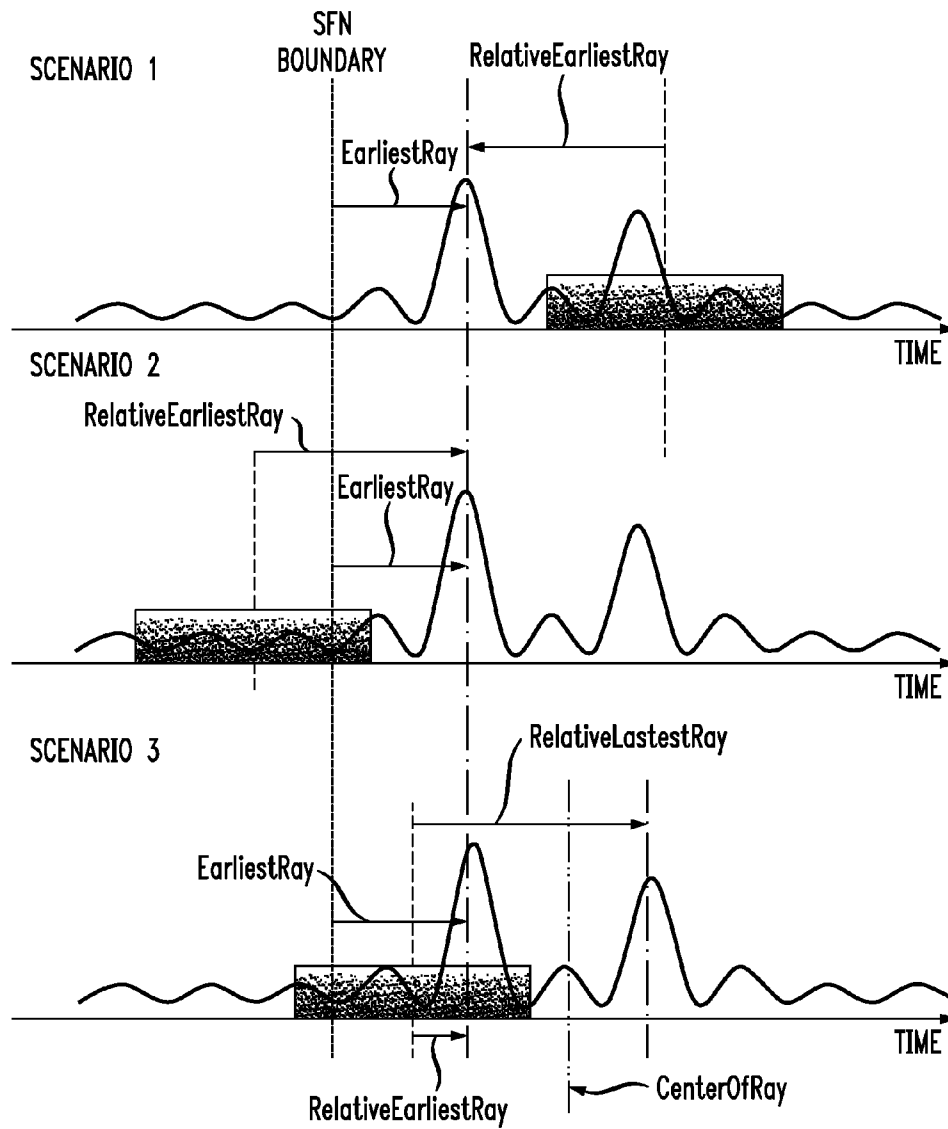 SFN
BOUNDARY
SCENARIO 1
RelativeEarliestRay
EarliestRay
TIME
SCENARIO 2
RelativeEarliestRay
EarliestRay
TIME
SCENARIO 3
RelativeLastestRay
EarliestRay
TIME
RelativeEarliestRay
CenterOfRay